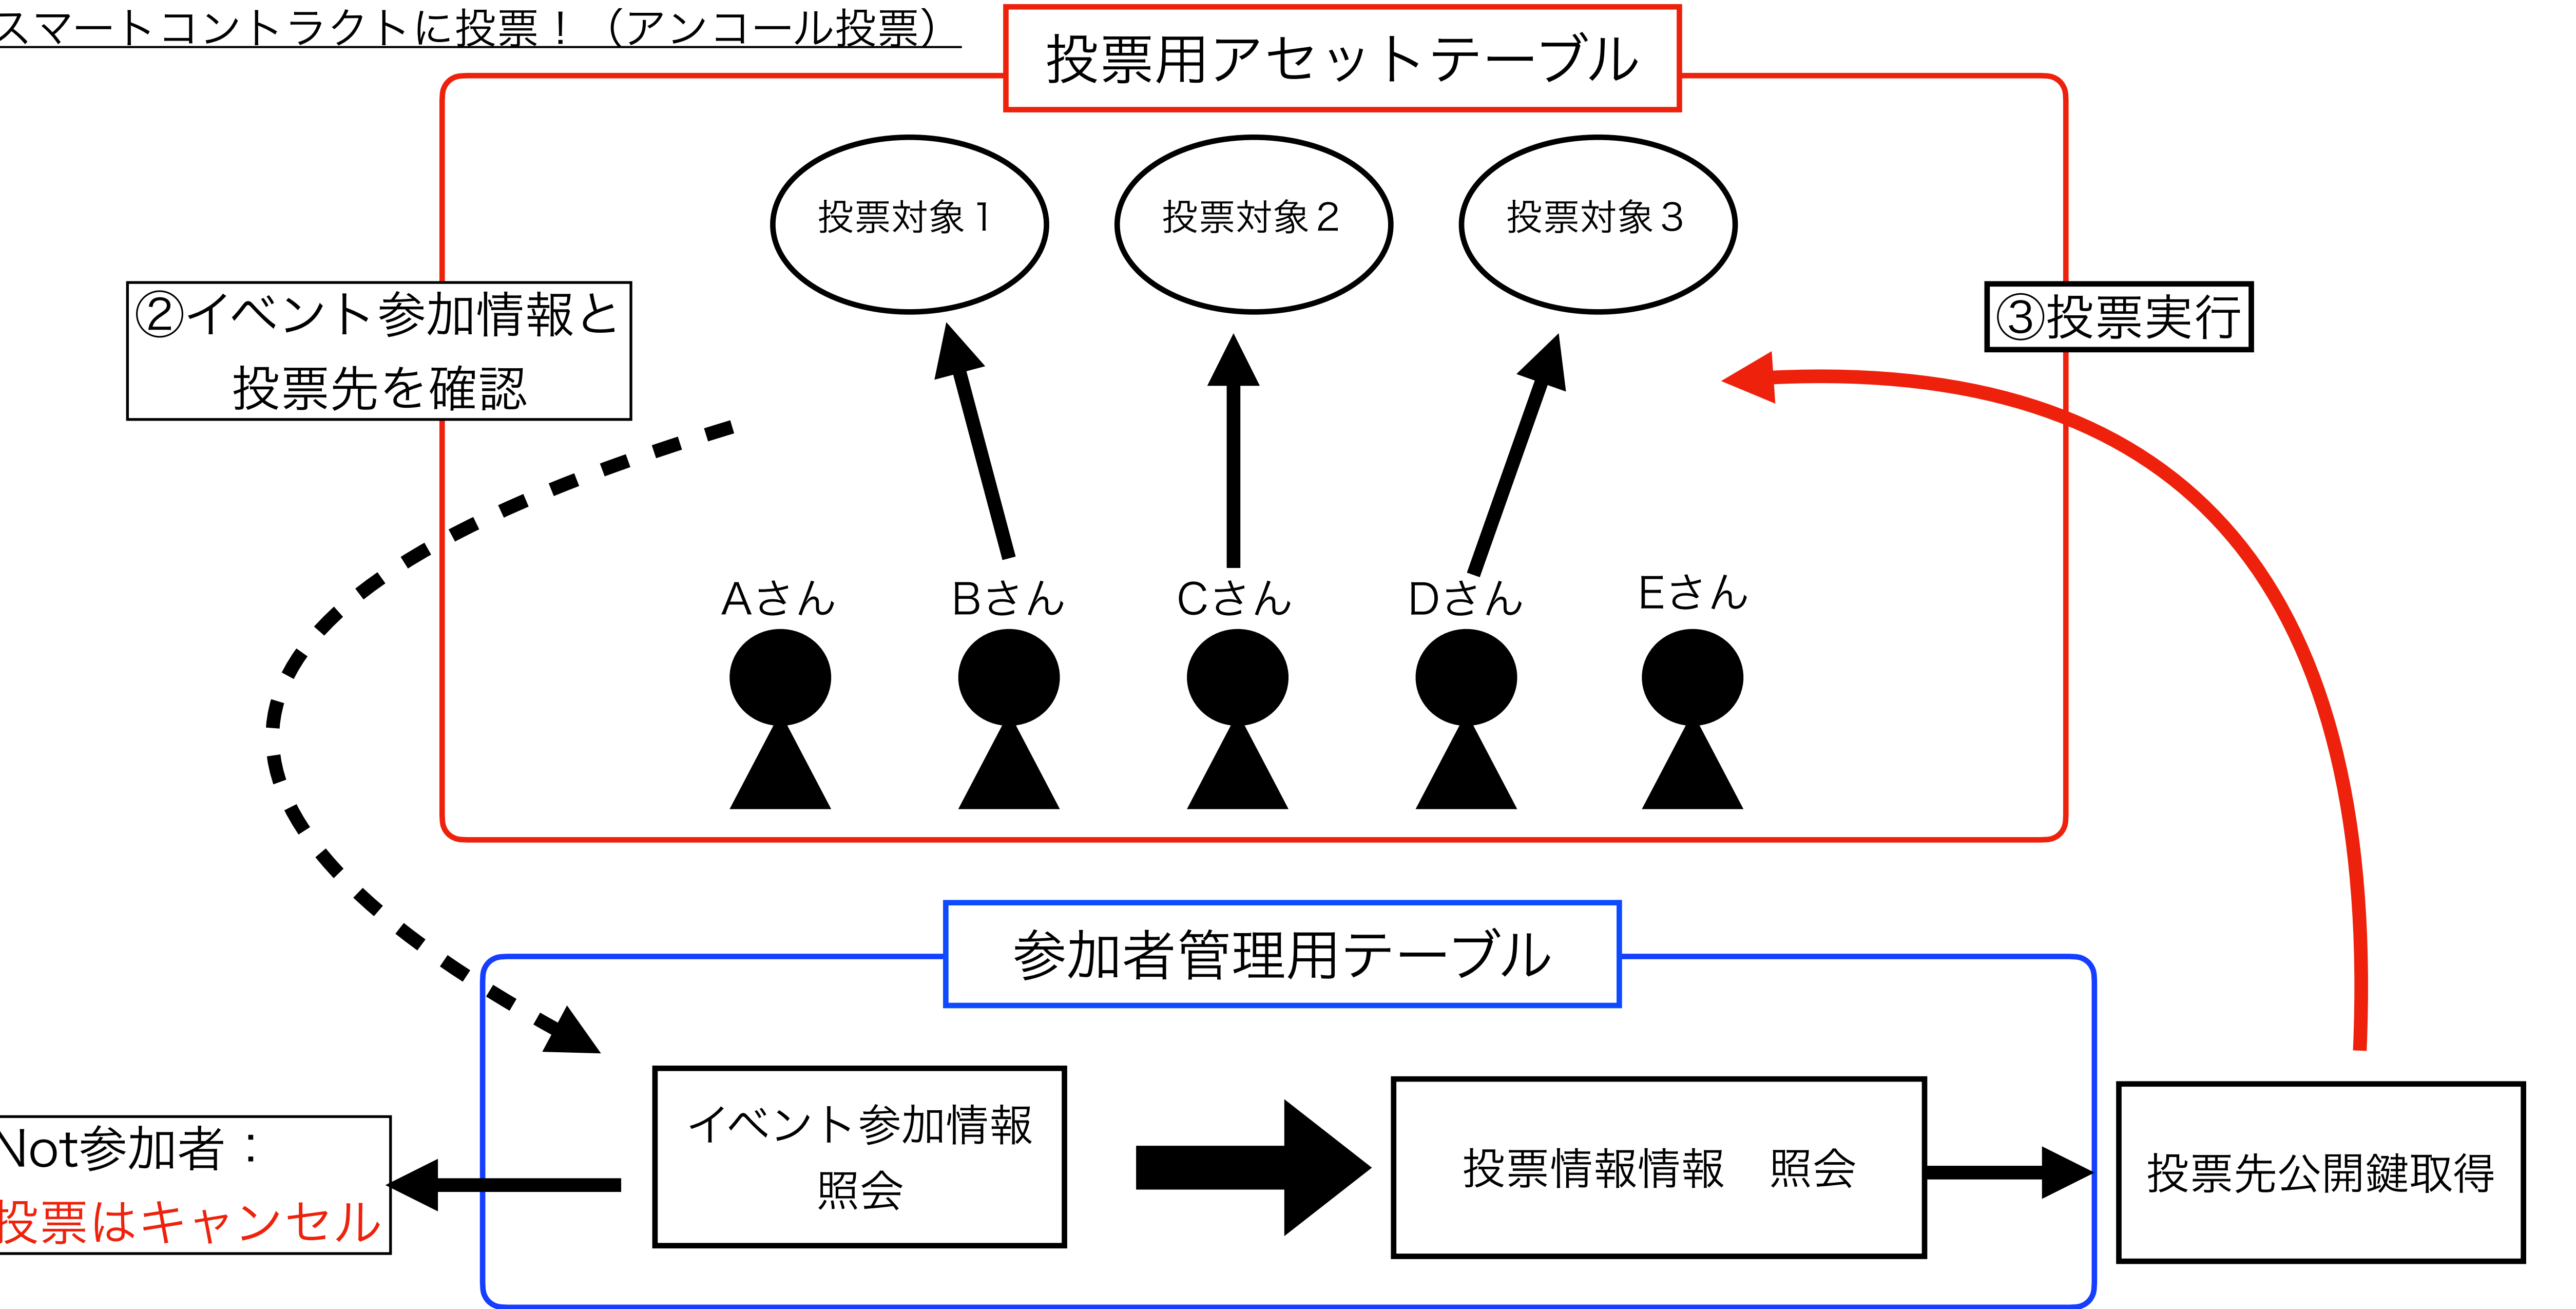 スマートコントラクトに投票！（アンコール投票）
投票用アセットテーブル
投票対象１
投票対象２
投票対象３
②イベント参加情報と
投票先を確認
③投票実行
Aさん
Bさん
Cさん
Dさん
Eさん
参加者管理用テーブル
イベント参加情報
照会
投票情報情報　照会
投票先公開鍵取得
Not参加者：
投票はキャンセル